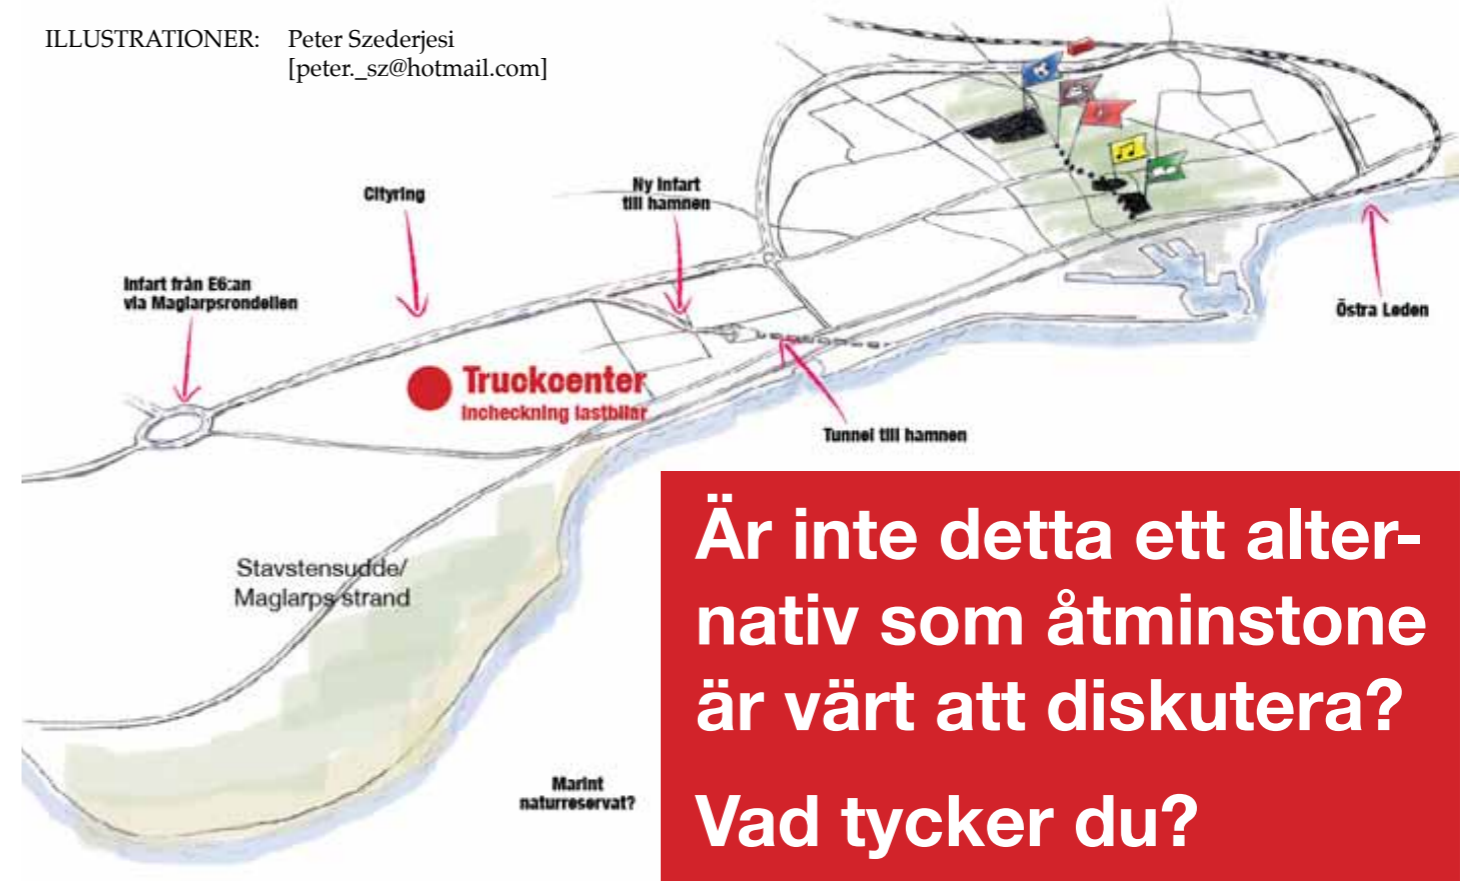 ILLUSTRATIONER: Peter Szederjesi
[peter._sz@hotmail.com]
Cityring
Ny infart
till hamnen
Infart från E6:an
via Maglarpsrondellen
Östra Leden
Truckcenter
Incheckning lastbilar
Tunnel till hamnen
Stavstensudde/
Maglarps strand
Marint
naturreservat?
Är inte detta ett alter-
nativ som åtminstone
är värt att diskutera?
Vad tycker du?